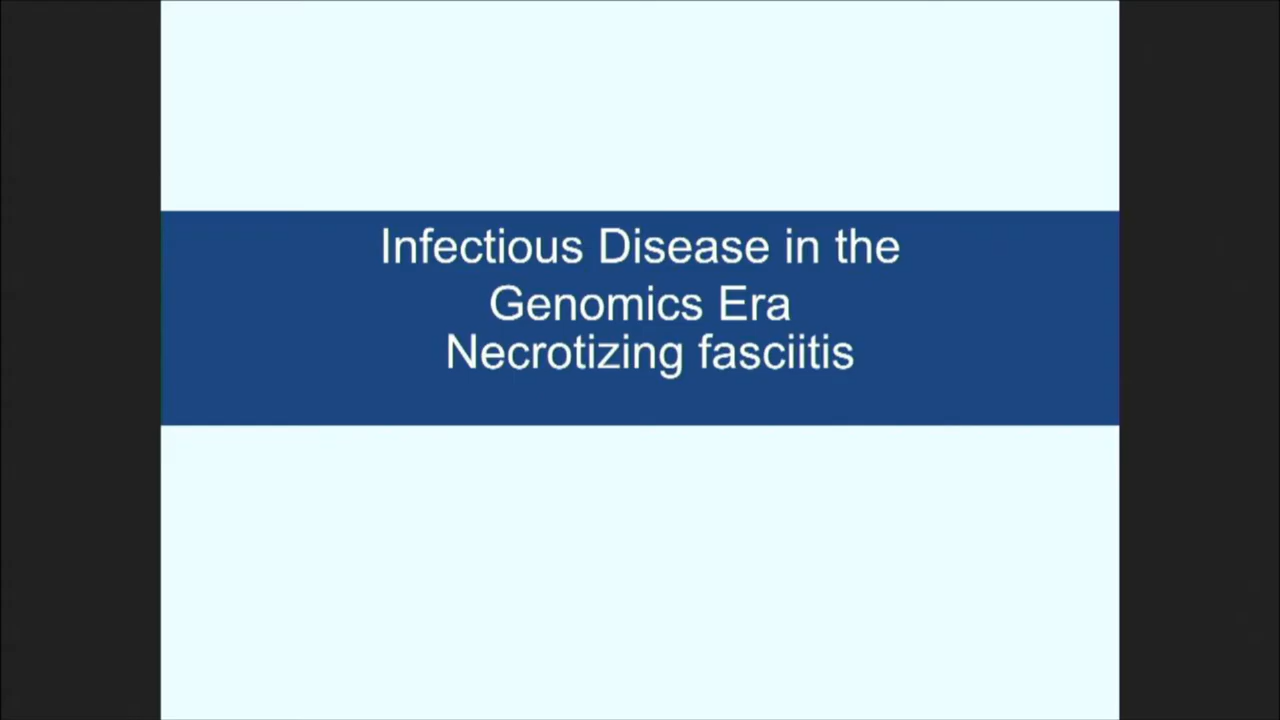 Infectious Disease in the
Genomics Era
Necrotizing fasciitis